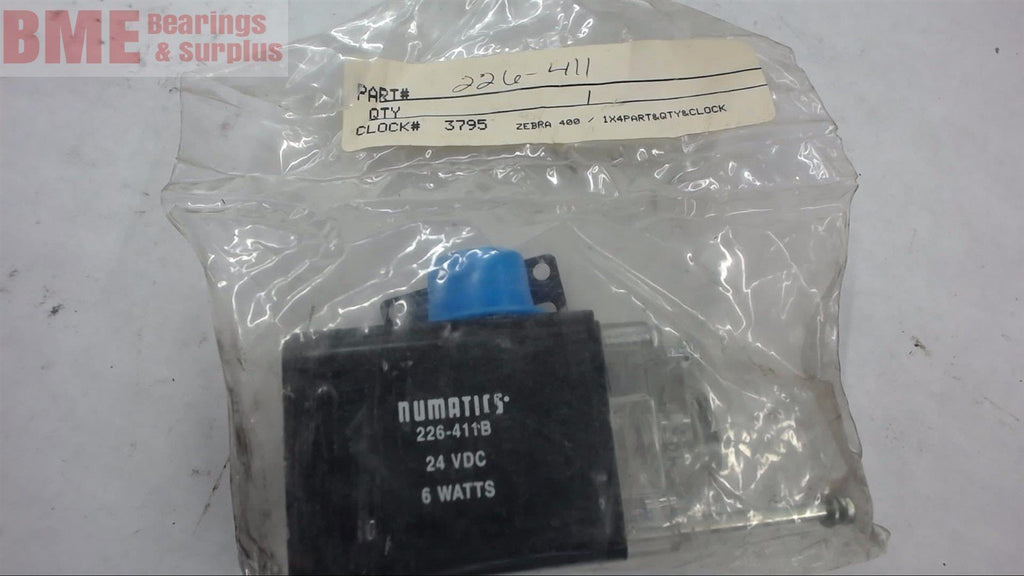 BME Bearings & Surplus
PART# 226-411
QTY 1
CLOCK# 3795 ZEBRA 400 / 1X4PART&QTY&CLOCK
numatics
226-411B
24 VDC
6 WATTS